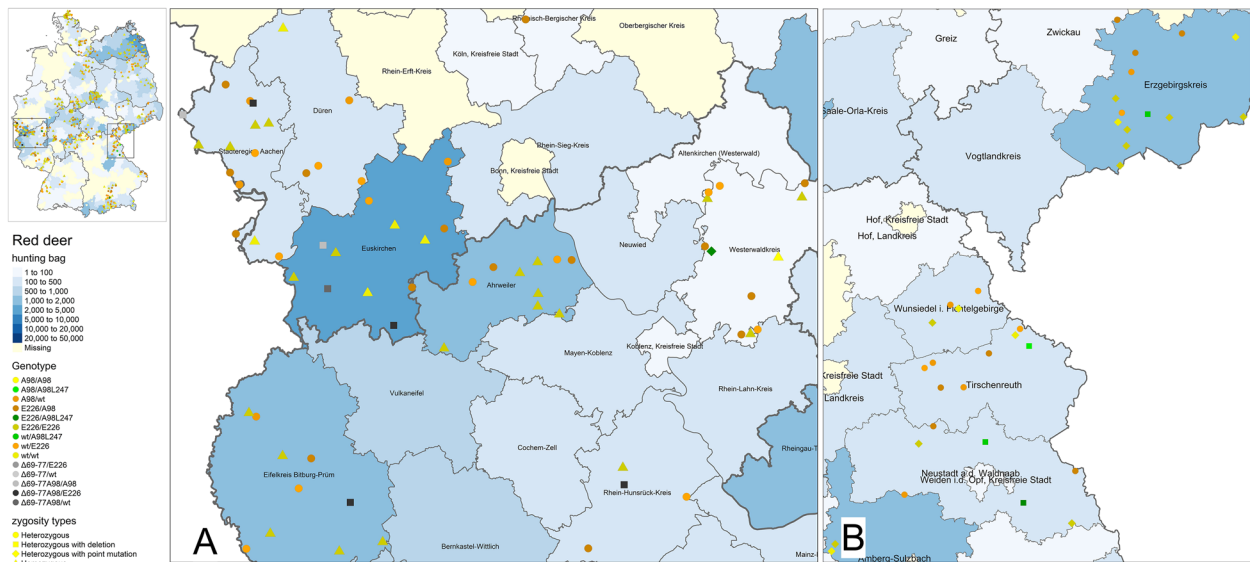 Red deer
hunting bag
1 to 100
100 to 500
500 to 1,000
1,000 to 2,000
2,000 to 5,000
5,000 to 10,000
10,000 to 20,000
20,000 to 50,000
Missing
Genotype
A98/A98
A98/A98L247
A98/wt
E226/A98
E226/A98L247
E226/E226
wt/A98L247
wt/E226
wt/wt
Δ69-77/E226
Δ69-77/wt
Δ69-77A98/A98
Δ69-77A98/E226
Δ69-77A98/wt
zygosity types
Heterozygous
Heterozygous with deletion
Heterozygous with point mutation
Rheinisch-Bergischer Kreis
Oberbergischer Kreis
Köln, Kreisfreie Stadt
Rhein-Erft-Kreis
Düren
Städteregion Aachen
Rhein-Sieg-Kreis
Altenkirchen (Westerwald)
Bonn, Kreisfreie Stadt
Euskirchen
Neuwied
Westerwaldkreis
Ahrweiler
Mayen-Koblenz
Koblenz, Kreisfreie Stadt
Vulkaneifel
Rhein-Lahn-Kreis
Rheingau-T
Cochem-Zell
Eifelkreis Bitburg-Prüm
Rhein-Hunsrück-Kreis
Bernkastel-Wittlich
Mainz-
A
Greiz
Zwickau
Erzgebirgskreis
Saale-Orla-Kreis
Vogtlandkreis
Hof, Kreisfreie Stadt
Hof, Landkreis
Wunsiedel i. Fichtelgebirge
Kreisfreie Stadt
Tirschenreuth
Landkreis
Neustadt a.d. Waldnaab
Weiden i.d. Opf, Kreisfreie Stadt
Amberg-Sulzbach
B